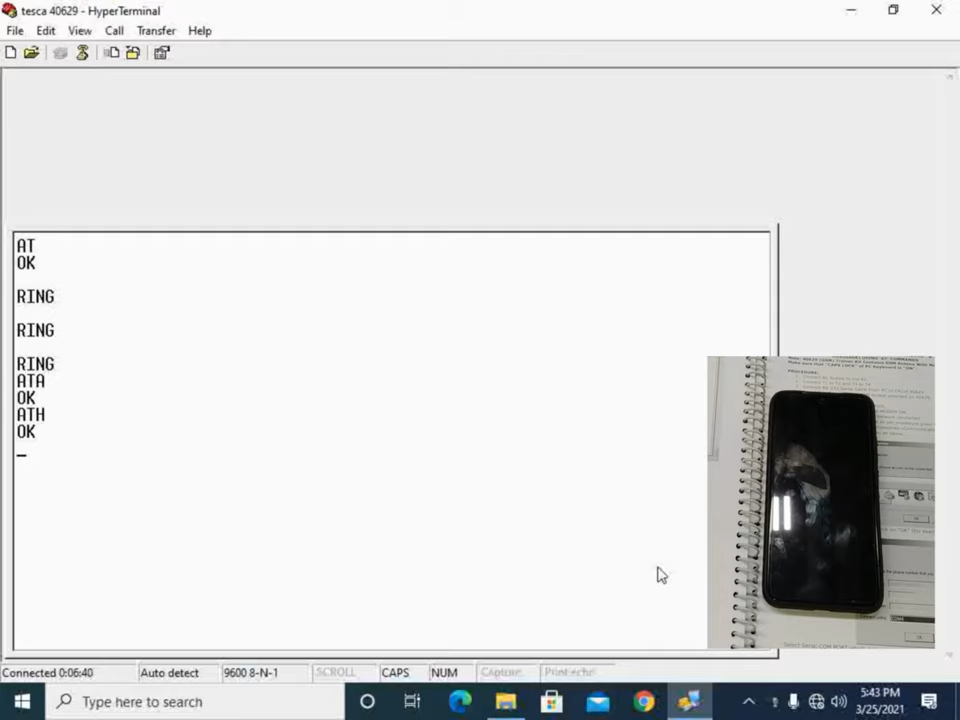 tesca 40629 - HyperTerminal
File Edit View Call Transfer Help
AT
OK
RING
RING
RING
ATA
OK
ATH
OK
PROCEDURE:
Connected 0:06:40 Auto detect 9600 8-N-1 SCROLL CAPS NUM Capture Print echo
Type here to search
5:43 PM
3/25/2021